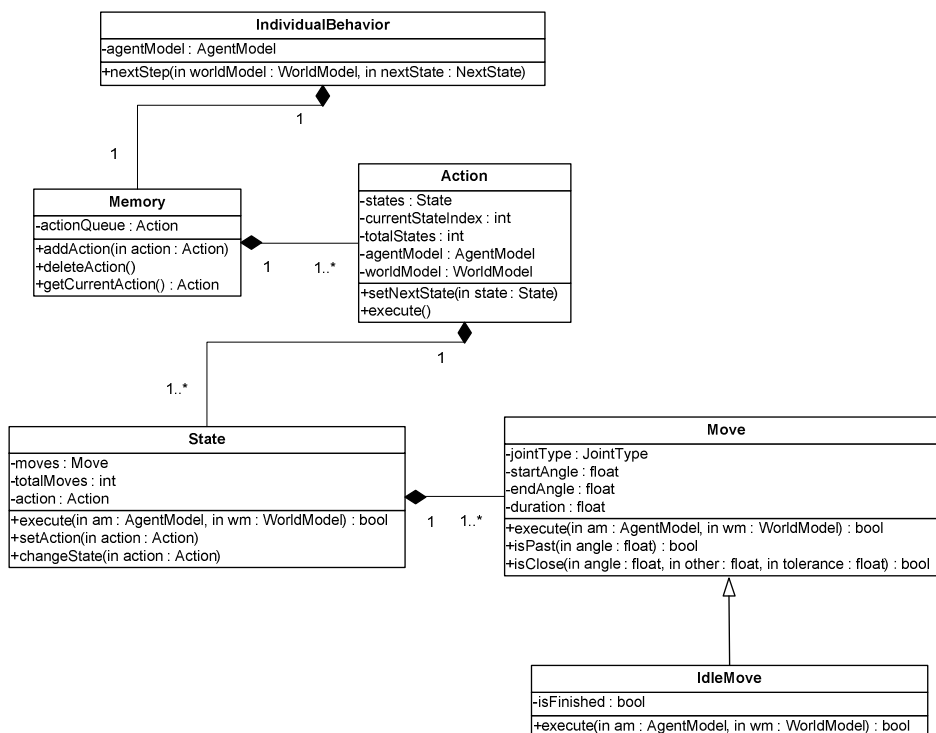 IndividualBehavior
-agentModel : AgentModel
+nextStep(in worldModel : WorldModel, in nextState : NextState)
1
1
Memory
-actionQueue : Action
+addAction(in action : Action)
+deleteAction()
+getCurrentAction() : Action
1
1..*
Action
-states : State
-currentStateIndex : int
-totalStates : int
-agentModel : AgentModel
-worldModel : WorldModel
+setNextState(in state : State)
+execute()
1
1..*
State
-moves : Move
-totalMoves : int
-action : Action
+execute(in am : AgentModel, in wm : WorldModel) : bool
+setAction(in action : Action)
+changeState(in action : Action)
1
1..*
Move
-jointType : JointType
-startAngle : float
-endAngle : float
-duration : float
+execute(in am : AgentModel, in wm : WorldModel) : bool
+isPast(in angle : float) : bool
+isClose(in angle : float, in other : float, in tolerance : float) : bool
IdleMove
-isFinished : bool
+execute(in am : AgentModel, in wm : WorldModel) : bool